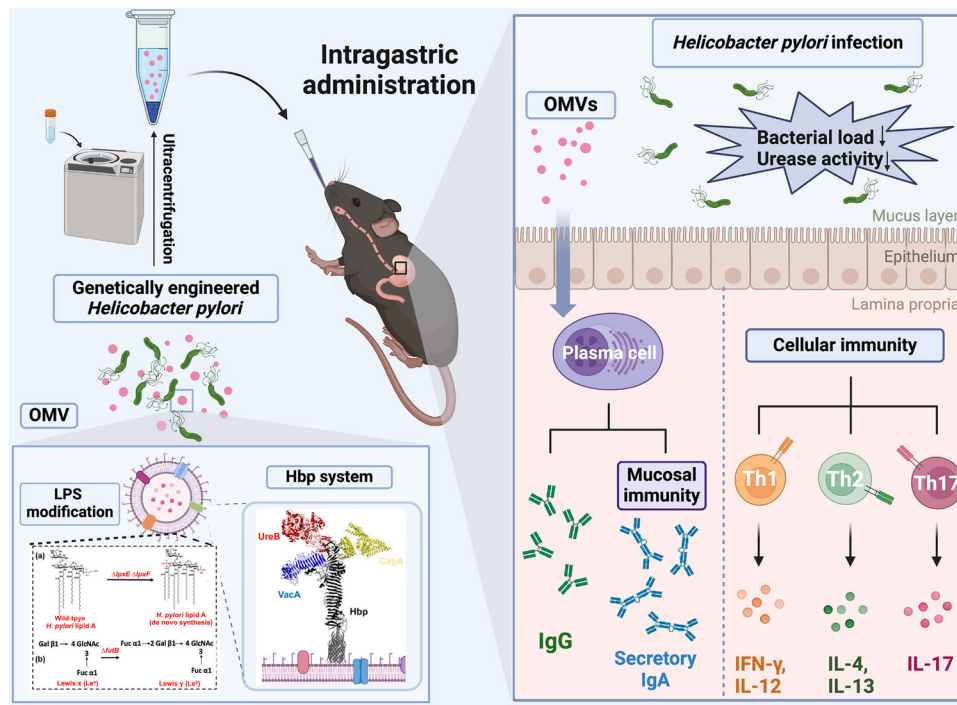 Intragastric
administration
Ultracentrifugation
Genetically engineered
Helicobacter pylori
OMV
LPS
modification
Hbp system
(a)
ΔlpxE ΔlpxF
Wild-tpye
H. pylori lipid A
H. pylori lipid A
(de novo synthesis)
Gal β1→ 4 GlcNAc
3
Fuc α1
Lewis x (Leˣ)
(b)
ΔfutB
Fuc α1→2 Gal β1→ 4 GlcNAc
3
Fuc α1
UreB
CagA
VacA
Hbp
Helicobacter pylori infection
OMVs
Bacterial load ↓
Urease activity ↓
Mucus layer
Epithelium
Lamina propria
Plasma cell
Cellular immunity
Mucosal
immunity
Th1
Th2
Th17
IgG
Secretory
IgA
IFN-γ,
IL-12
IL-4,
IL-13
IL-17